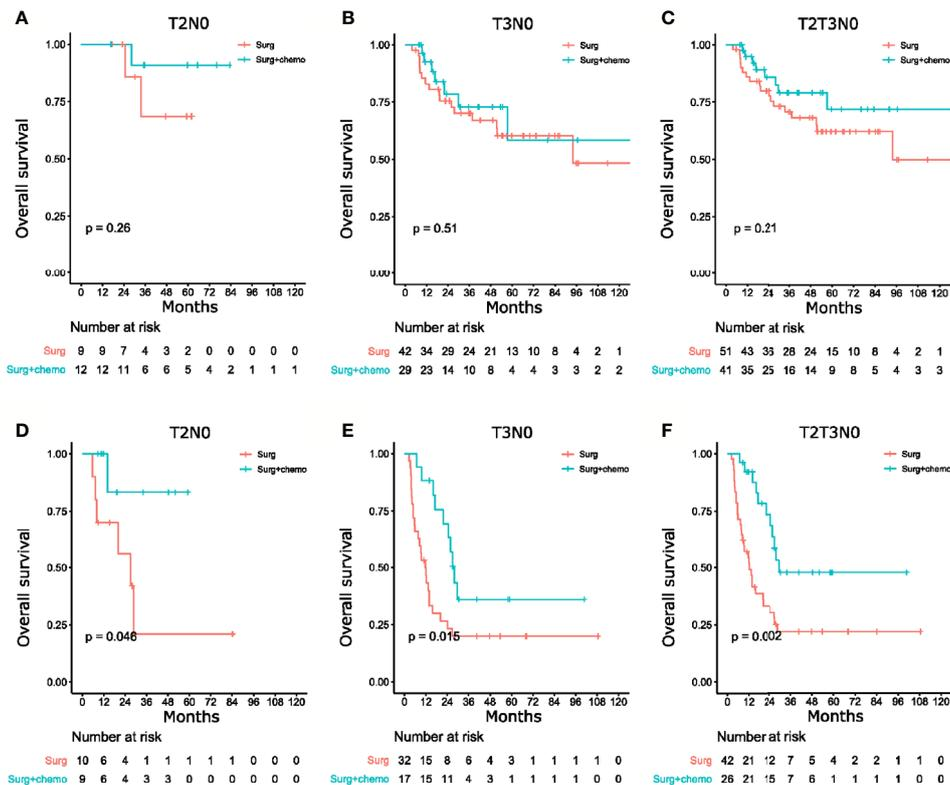 A
T2N0
Overall survival
1.00
0.75
0.50
0.25
0.00
Surg
Surg+chemo
p = 0.26
0 12 24 36 48 60 72 84 96 108 120
Months
Number at risk
Surg 9 9 7 4 3 2 0 0 0 0 0
Surg+chemo 12 12 11 6 6 5 4 2 1 1 1
B
T3N0
Overall survival
1.00
0.75
0.50
0.25
0.00
Surg
Surg+chemo
p = 0.51
0 12 24 36 48 60 72 84 96 108 120
Months
Number at risk
Surg 42 34 29 24 21 13 10 8 4 2 1
Surg+chemo 29 23 14 10 8 4 4 3 3 2 2
C
T2T3N0
Overall survival
1.00
0.75
0.50
0.25
0.00
Surg
Surg+chemo
p = 0.21
0 12 24 36 48 60 72 84 96 108 120
Months
Number at risk
Surg 51 43 36 28 24 15 10 8 4 2 1
Surg+chemo 41 35 25 16 14 9 8 5 4 3 3
D
T2N0
Overall survival
1.00
0.75
0.50
0.25
0.00
Surg
Surg+chemo
p = 0.046
0 12 24 36 48 60 72 84 96 108 120
Months
Number at risk
Surg 10 6 4 1 1 1 1 1 0 0 0
Surg+chemo 9 6 4 3 3 0 0 0 0 0 0
E
T3N0
Overall survival
1.00
0.75
0.50
0.25
0.00
Surg
Surg+chemo
p = 0.015
0 12 24 36 48 60 72 84 96 108 120
Months
Number at risk
Surg 32 15 8 6 4 3 1 1 1 1 0
Surg+chemo 17 15 11 4 3 1 1 1 1 0 0
F
T2T3N0
Overall survival
1.00
0.75
0.50
0.25
0.00
Surg
Surg+chemo
p = 0.002
0 12 24 36 48 60 72 84 96 108 120
Months
Number at risk
Surg 42 21 12 7 5 4 2 2 1 1 0
Surg+chemo 26 21 15 7 6 1 1 1 1 0 0